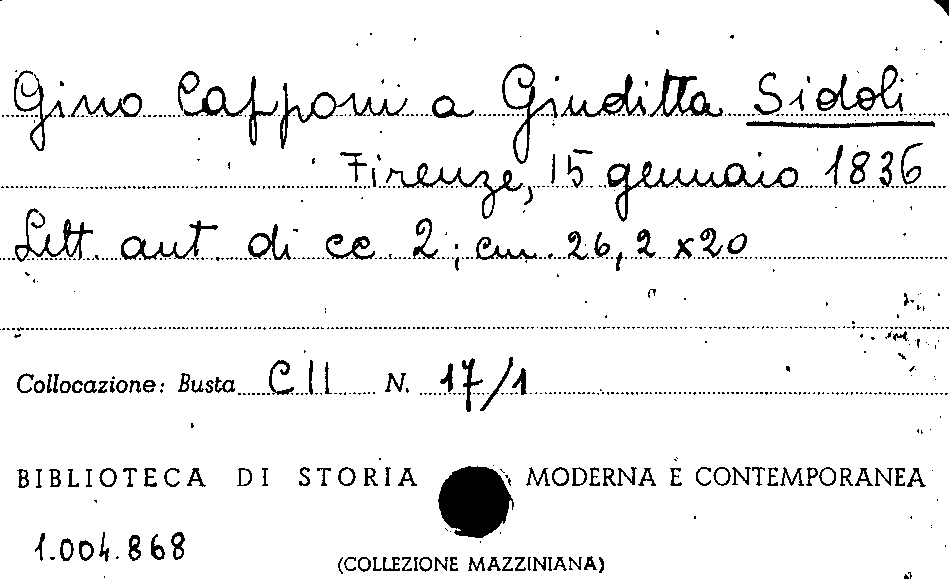 Gino Capponi a Giuditta Sidoli
Firenze, 15 gennaio 1836
Lett. aut. di cc. 2; cm. 26,2 x 20
Collocazione: Busta CII N. 17/1
BIBLIOTECA DI STORIA MODERNA E CONTEMPORANEA
1.004.868
(COLLEZIONE MAZZINIANA)